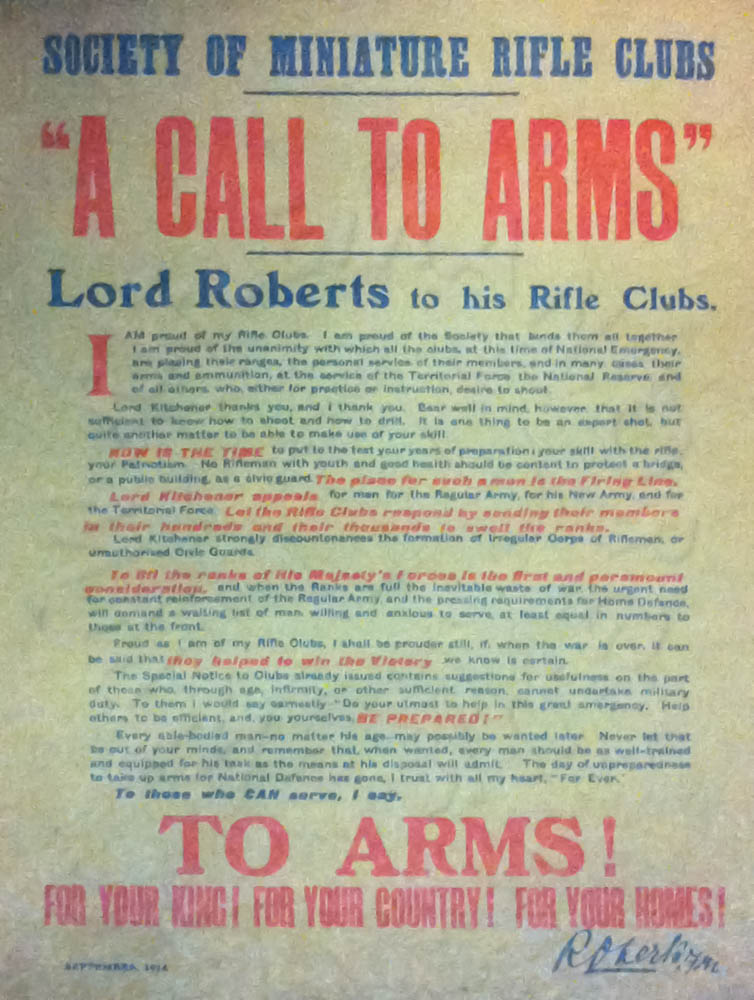 SOCIETY OF MINIATURE RIFLE CLUBS
"A CALL TO ARMS"
Lord Roberts to his Rifle Clubs.
I AM proud of my Rifle Clubs. I am proud of the Society that binds them all together
I am proud of the unanimity with which all the clubs, at this time of National Emergency,
are placing their ranges, the personal service of their members, and in many cases their
arms and ammunition, at the service of the Territorial Force the National Reserve and
of all others who, either for practice or instruction, desire to shoot.
Lord Kitchener thanks you, and I thank you. Bear well in mind, however, that it is not
sufficient to know how to shoot and how to drill. It is one thing to be an expert shot, but
quite another matter to be able to make use of your skill.
NOW IS THE TIME to put to the test your years of preparation; your skill with the rifle,
your Patriotism. No Rifleman with youth and good health should be content to protect a bridge,
or a public building, as a civic guard. The place for such a man is the Firing Line.
Lord Kitchener appeals for men for the Regular Army, for his New Army, and for
the Territorial Force. Let the Rifle Clubs respond by sending their members
in their hundreds and their thousands to swell the ranks.
Lord Kitchener strongly discountenances the formation of Irregular Corps of Riflemen, or
unauthorised Civic Guards.
To fill the ranks of His Majesty's Forces is the first and paramount
consideration, and when the Ranks are full the inevitable waste of war, the urgent need
for constant reinforcement of the Regular Army, and the pressing requirements for Home Defence,
will demand a waiting list of men, willing and anxious to serve, at least equal in numbers to
those at the front.
Proud as I am of my Rifle Clubs, I shall be prouder still, if, when the war is over, it can
be said that they helped to win the Victory we know is certain.
The Special Notice to Clubs already issued contains suggestions for usefulness on the part
of those who, through age, infirmity, or other sufficient reason, cannot undertake military
duty. To them I would say earnestly "Do your utmost to help in this great emergency. Help
others to be efficient, and, you yourselves, BE PREPARED!"
Every able-bodied man—no matter his age—may possibly be wanted later. Never let that
be out of your minds, and remember that, when wanted, every man should be as well-trained
and equipped for his task as the means at his disposal will admit. The day of unpreparedness
to take up arms for National Defence has gone, I trust with all my heart, "For Ever."
To those who CAN serve, I say,
TO ARMS!
FOR YOUR KING! FOR YOUR COUNTRY! FOR YOUR HOMES!
Roberts, FM
SEPTEMBER, 1914